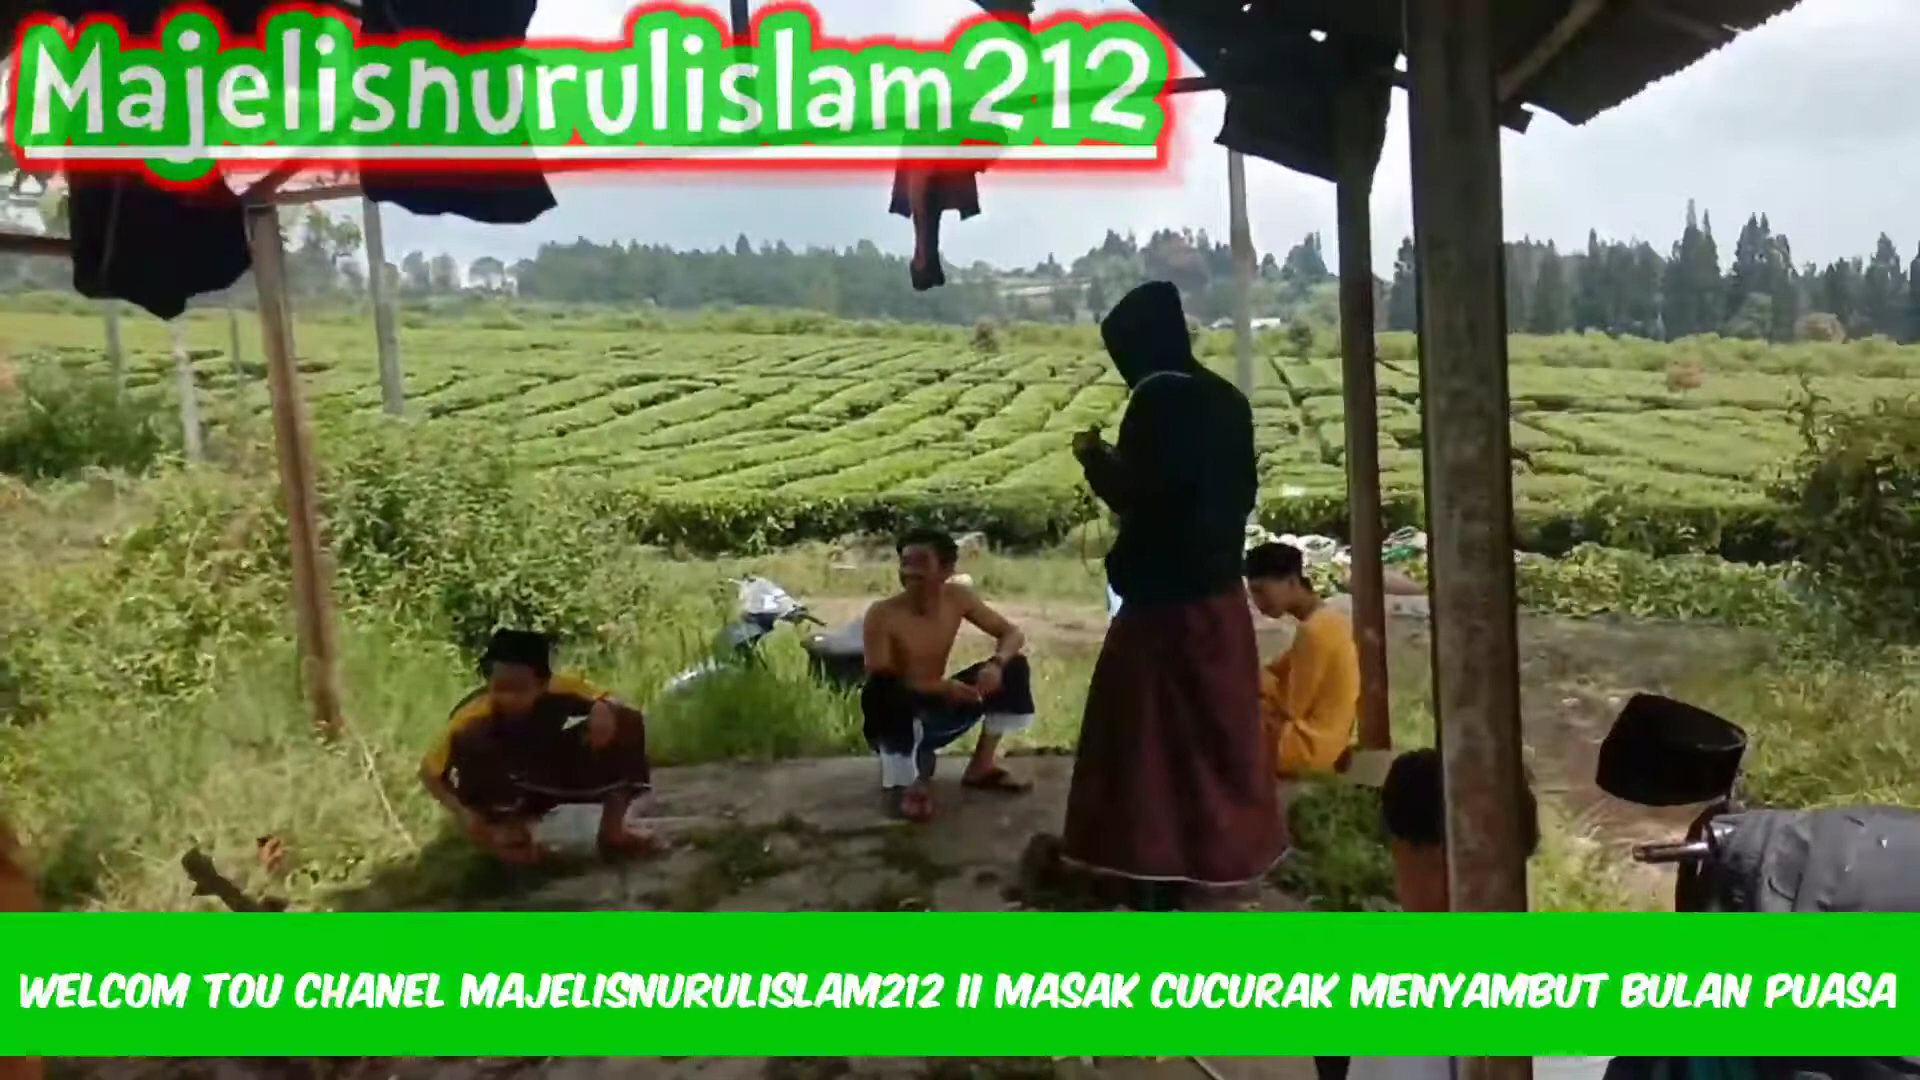 Majelisnurulislam212
WELCOM TOU CHANEL MAJELISNURULISLAM212 II MASAK CUCURAK MENYAMBUT BULAN PUASA